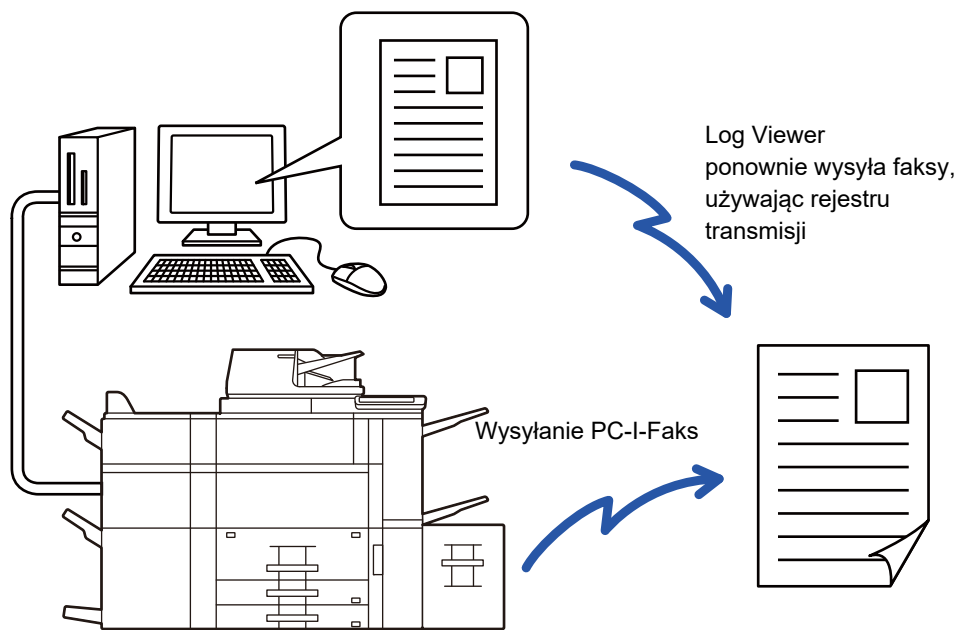 Log Viewer
ponownie wysyła faksy,
używając rejestru
transmisji
Wysyłanie PC-I-Faks